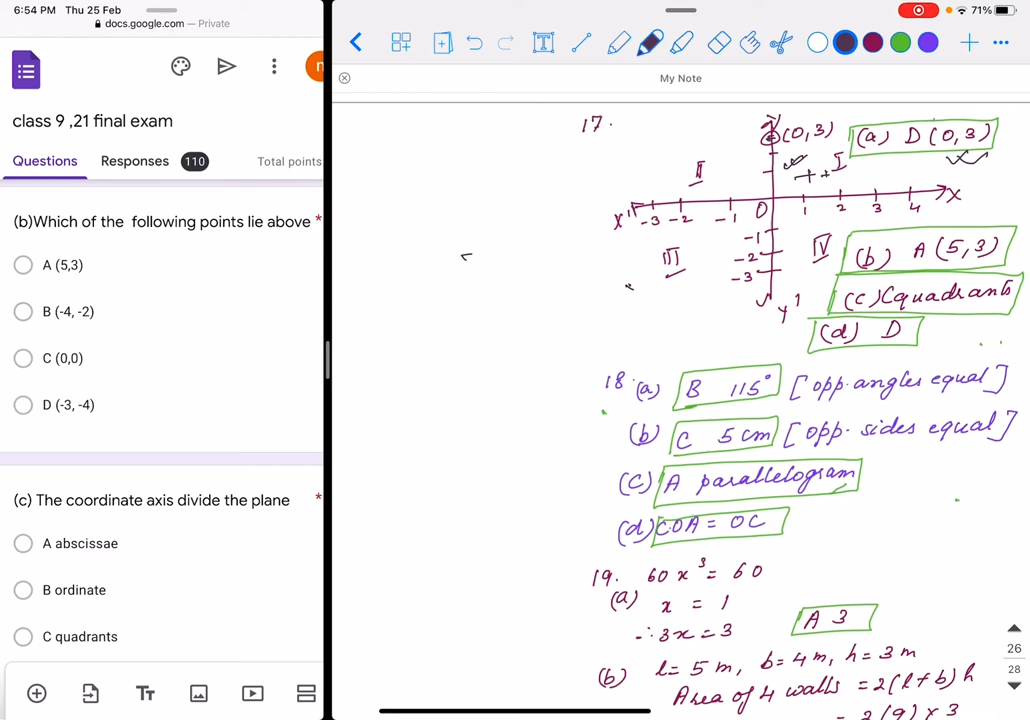 6:54 PM Thu 25 Feb
docs.google.com — Private
71%
My Note
class 9 ,21 final exam
Questions Responses 110 Total points
(b)Which of the following points lie above *
A (5,3)
B (-4, -2)
C (0,0)
D (-3, -4)
(c) The coordinate axis divide the plane *
A abscissae
B ordinate
C quadrants
Tt
17.
(0,3) (a) D(0,3)
II I
++
X' -3 -2 -1 0 1 2 3 4 X
-1
-2
-3
III IV
Y'
(b) A (5,3)
(c) C quadrants
(d) D
18. (a) B 115° [opp. angles equal]
(b) C 5 cm [opp. sides equal]
(c) A parallelogram
(d) C OA = OC
19. 60 x³ = 60
(a) x = 1
∴ 3x = 3 A 3
(b) l = 5 m, b = 4 m, h = 3 m
Area of 4 walls = 2(l + b) h
= 2 (9) × 3
26
28